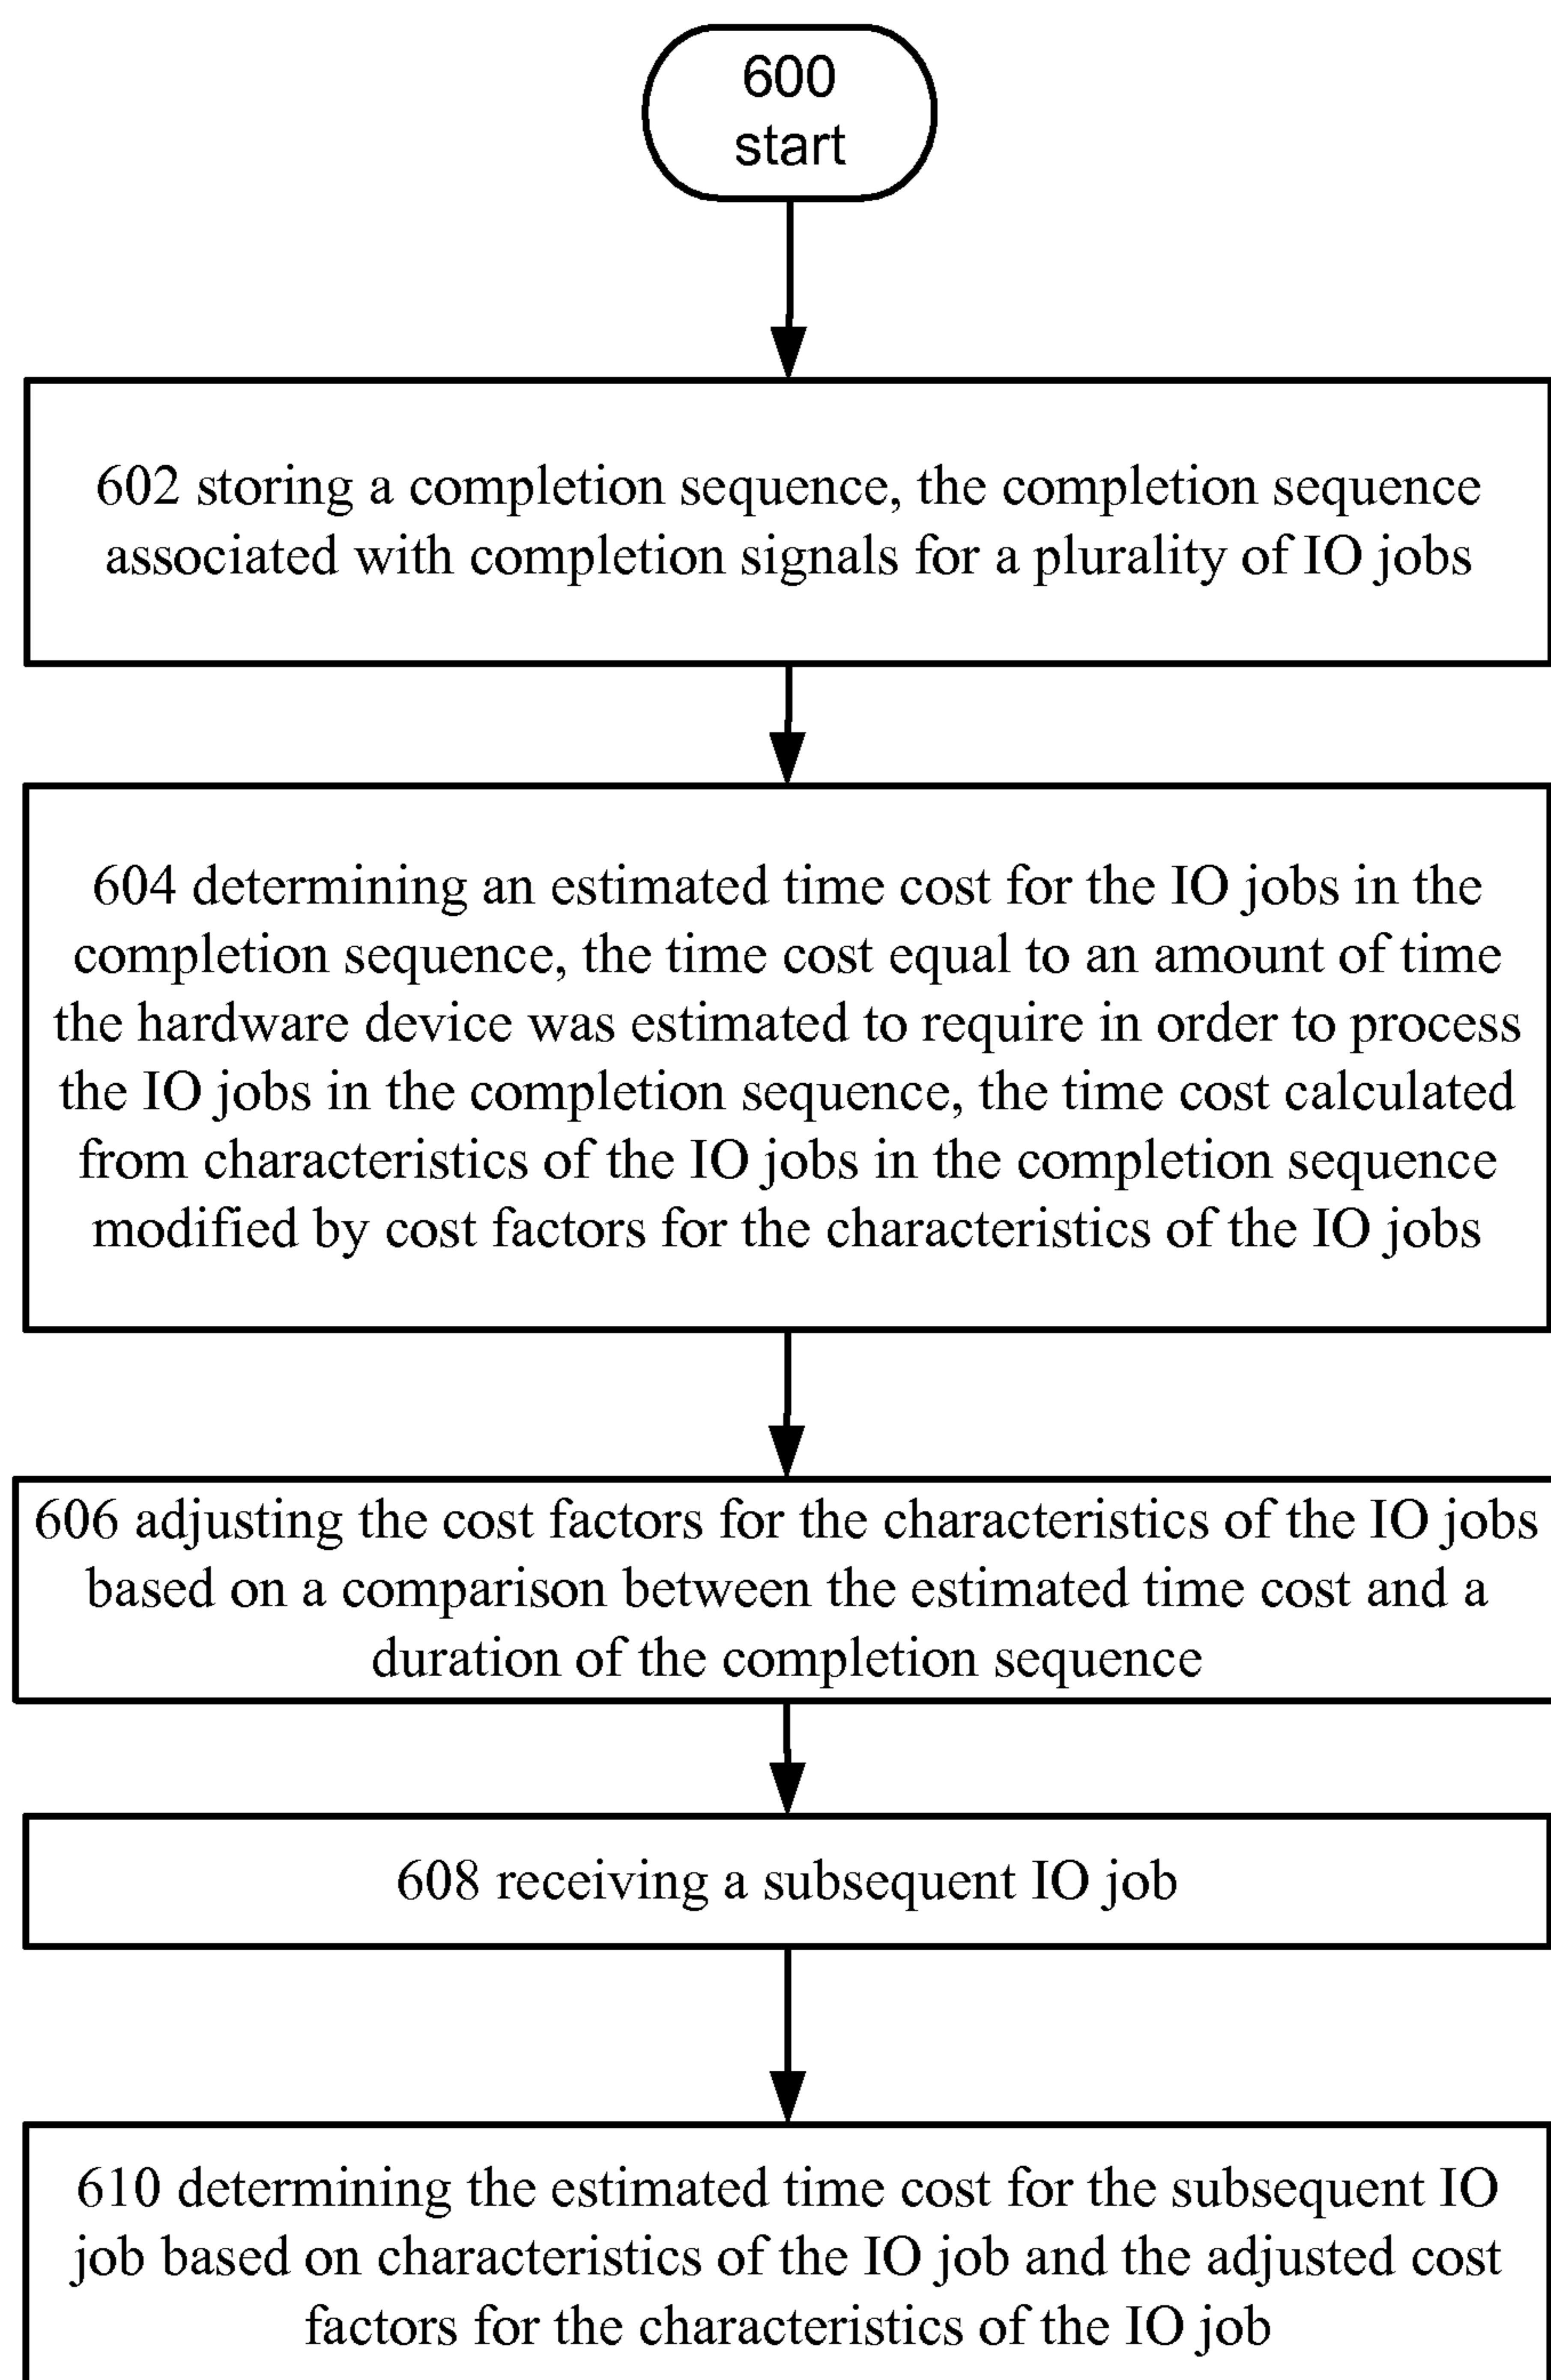 600
start
602 storing a completion sequence, the completion sequence
associated with completion signals for a plurality of IO jobs
604 determining an estimated time cost for the IO jobs in the
completion sequence, the time cost equal to an amount of time
the hardware device was estimated to require in order to process
the IO jobs in the completion sequence, the time cost calculated
from characteristics of the IO jobs in the completion sequence
modified by cost factors for the characteristics of the IO jobs
606 adjusting the cost factors for the characteristics of the IO jobs
based on a comparison between the estimated time cost and a
duration of the completion sequence
608 receiving a subsequent IO job
610 determining the estimated time cost for the subsequent IO
job based on characteristics of the IO job and the adjusted cost
factors for the characteristics of the IO job